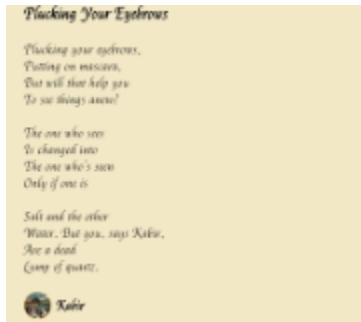 Plucking Your Eyebrows
Plucking your eyebrows,
Putting on mascara,
But will that help you
To see things anew?
The one who sees
Is changed into
The one who's seen
Only if one is
Salt and the other
Water. But you, says Kabir,
Are a dead
Lump of quartz.
Kabir